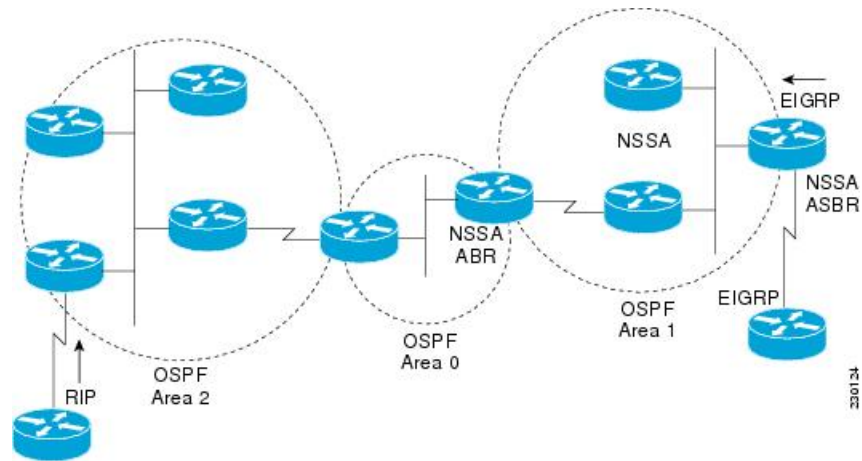 EIGRP
NSSA
NSSA
ASBR
NSSA
ABR
EIGRP
OSPF
Area 1
OSPF
Area 0
OSPF
Area 2
RIP
230134